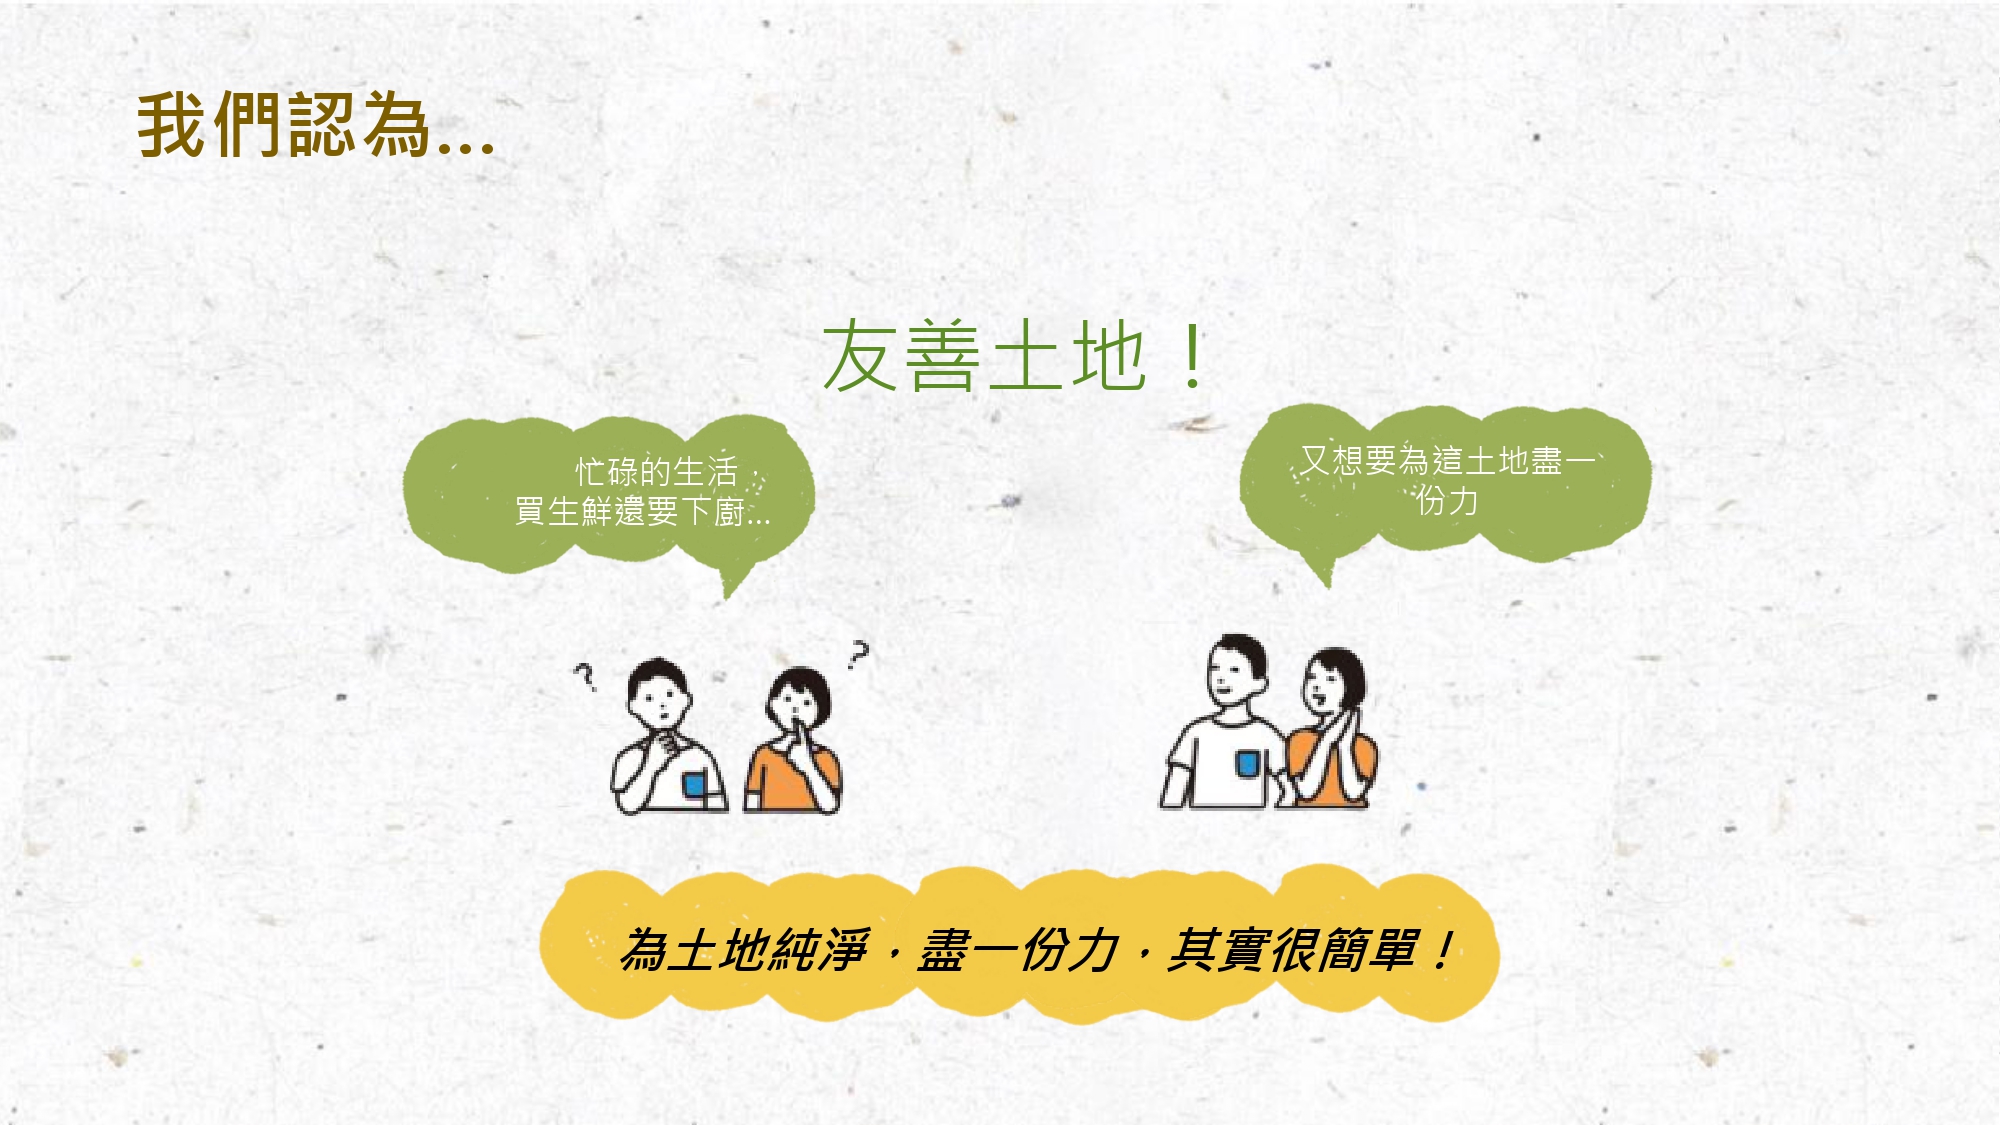 我們認為...
友善土地！
忙碌的生活，
買生鮮還要下廚...
又想要為這土地盡一
份力
為土地純淨，盡一份力，其實很簡單！